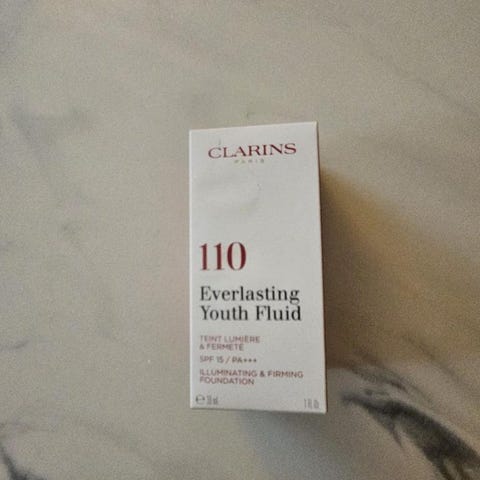 CLARINS
PARIS
110
Everlasting
Youth Fluid
TEINT LUMIÈRE
& FERMETÉ
SPF 15 / PA+++
ILLUMINATING & FIRMING
FOUNDATION
℮ 30 ml 1 fl. Oz.